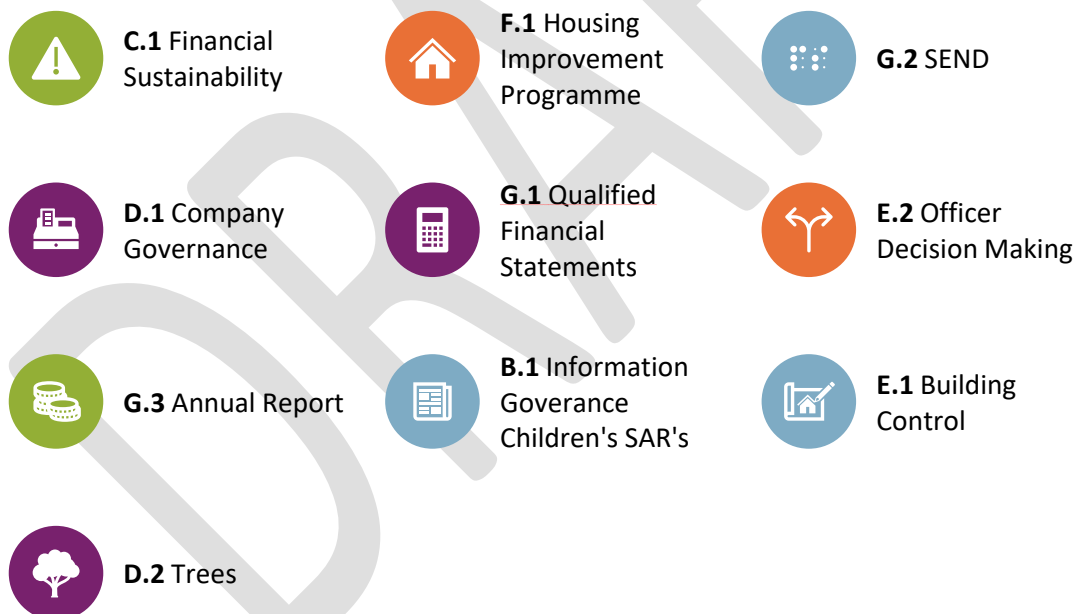 C.1 Financial
Sustainability
F.1 Housing
Improvement
Programme
G.2 SEND
D.1 Company
Governance
G.1 Qualified
Financial
Statements
E.2 Officer
Decision Making
G.3 Annual Report
B.1 Information
Goverance
Children's SAR's
E.1 Building
Control
D.2 Trees
DRA